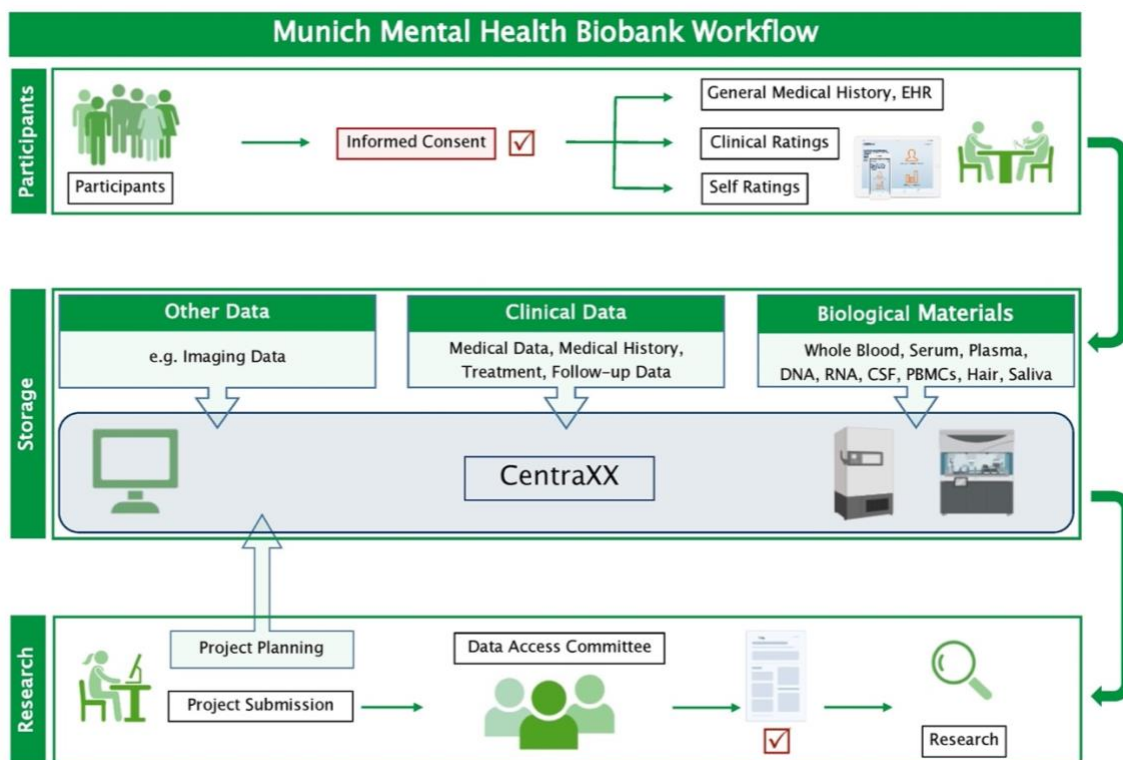 Munich Mental Health Biobank Workflow
Participants
Participants
Informed Consent
General Medical History, EHR
Clinical Ratings
Self Ratings
Storage
Other Data
e.g. Imaging Data
Clinical Data
Medical Data, Medical History,
Treatment, Follow-up Data
Biological Materials
Whole Blood, Serum, Plasma,
DNA, RNA, CSF, PBMCs, Hair, Saliva
CentraXX
Research
Project Planning
Project Submission
Data Access Committee
Research